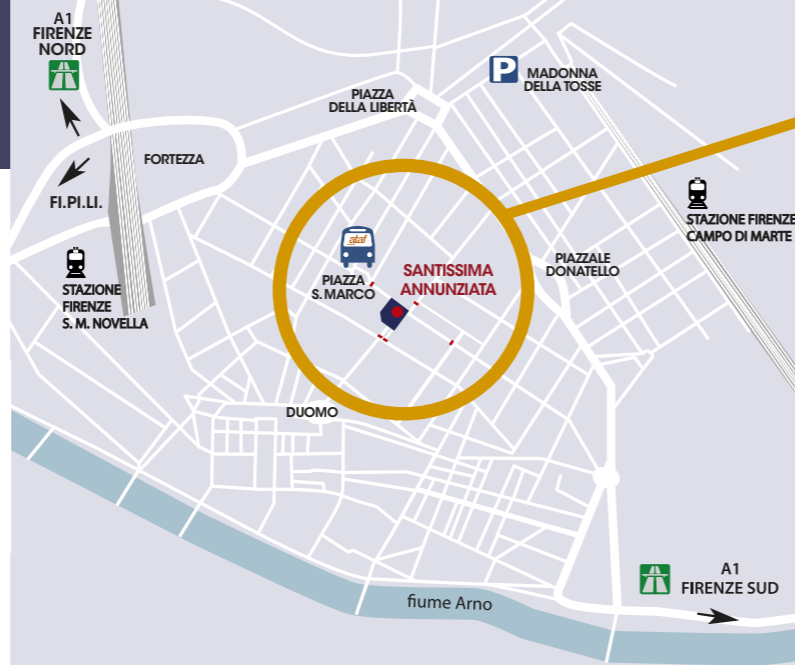 A1
FIRENZE
NORD
P
MADONNA
DELLA TOSSE
PIAZZA
DELLA LIBERTÀ
FORTEZZA
FI.PI.LI.
STAZIONE FIRENZE
CAMPO DI MARTE
ataf
PIAZZA
S. MARCO
SANTISSIMA
ANNUNZIATA
PIAZZALE
DONATELLO
STAZIONE
FIRENZE
S. M. NOVELLA
DUOMO
A1
FIRENZE SUD
fiume Arno